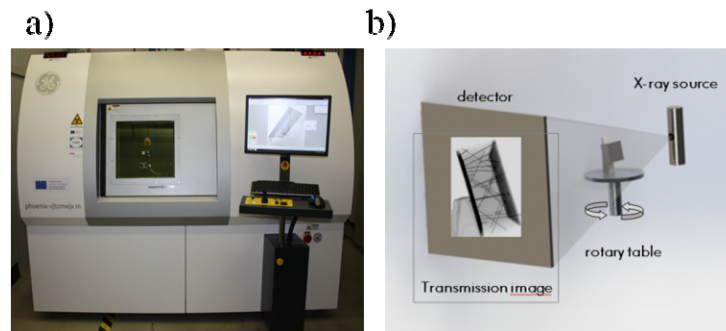 a)
b)
GE
phoenix v|tome|x m
detector
X-ray source
rotary table
Transmission image